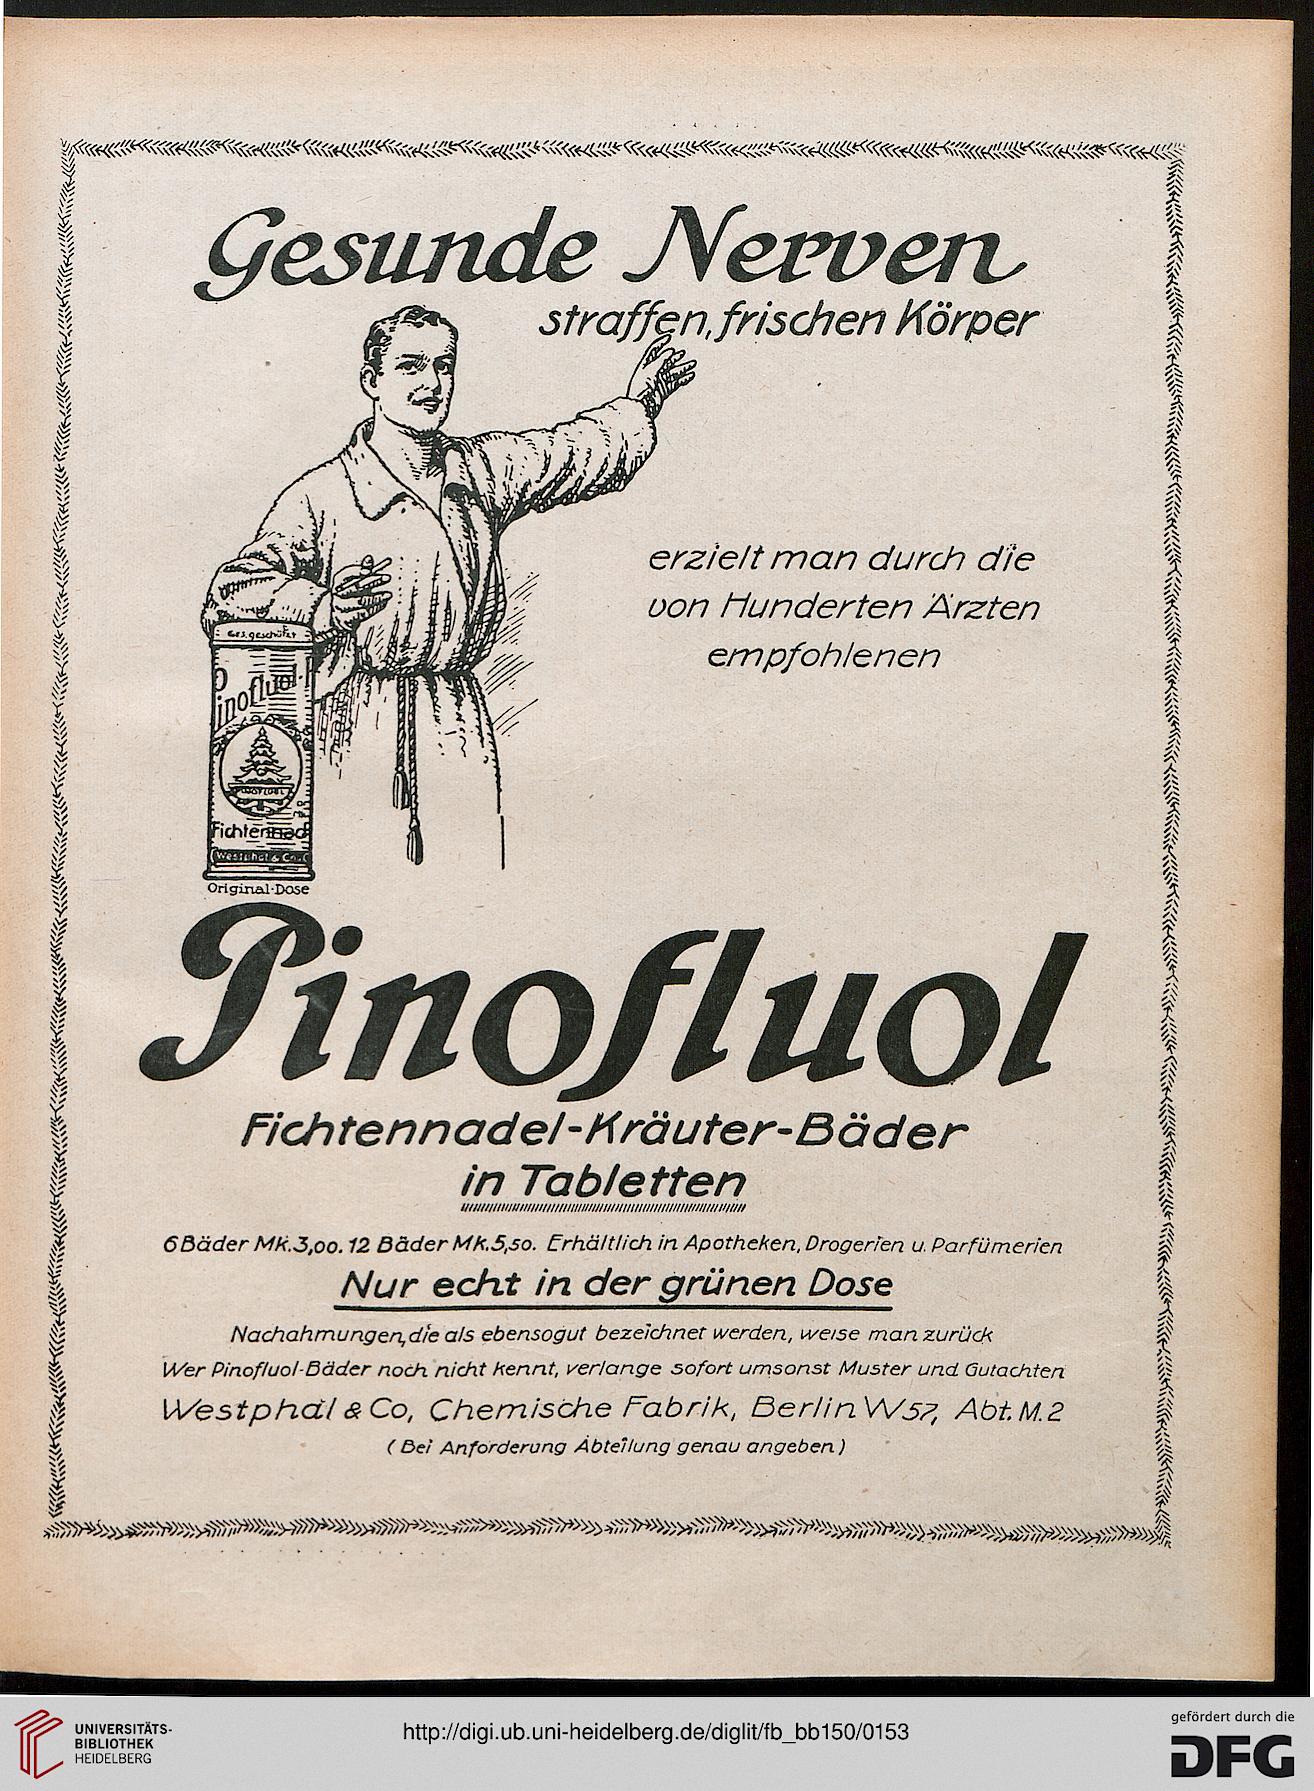 Gesunde Nerven
straffen, frischen Körper
erzielt man durch die
von Hunderten Ärzten
empfohlenen
Ges. geschützt
Pinofluol
Fichtennad
Westphal & Co.
Original-Dose
Pinofluol
Fichtennadel-Kräuter-Bäder
in Tabletten
6 Bäder Mk. 3,00. 12 Bäder Mk. 5,50. Erhältlich in Apotheken, Drogerien u. Parfümerien
Nur echt in der grünen Dose
Nachahmungen, die als ebensogut bezeichnet werden, weise man zurück
Wer Pinofluol-Bäder noch nicht kennt, verlange sofort umsonst Muster und Gutachten
Westphal & Co, Chemische Fabrik, Berlin W57, Abt. M. 2
(Bei Anforderung Abteilung genau angeben)
UNIVERSITÄTS-
BIBLIOTHEK
HEIDELBERG
http://digi.ub.uni-heidelberg.de/diglit/fb_bb150/0153
gefördert durch die
DFG